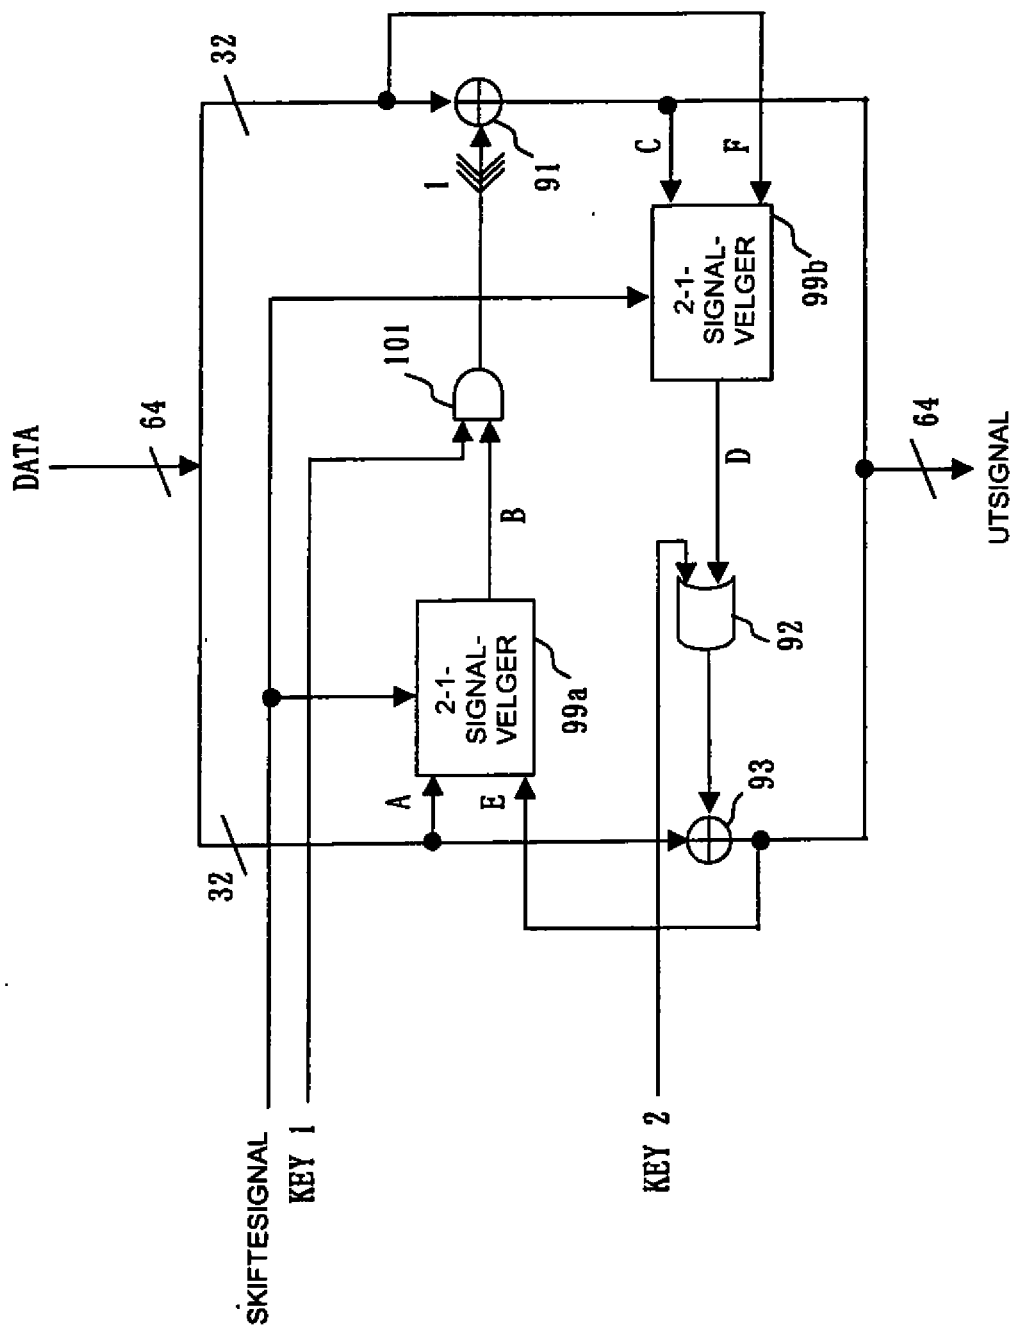 DATA
64
32
32
SKIFTESIGNAL
KEY 1
101
1
91
A
E
2-1-
SIGNAL-
VELGER
99a
B
C
F
2-1-
SIGNAL-
VELGER
99b
D
KEY 2
92
93
64
UTSIGNAL